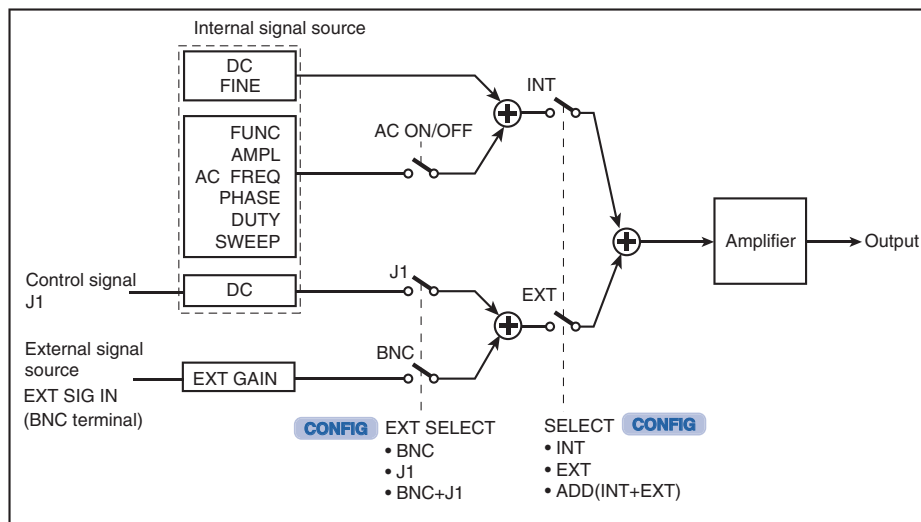 Internal signal source
DC
FINE
INT
FUNC
AMPL
AC FREQ
PHASE
DUTY
SWEEP
AC ON/OFF
Amplifier
Output
Control signal
J1
DC
J1
EXT
External signal
source
EXT SIG IN
(BNC terminal)
EXT GAIN
BNC
CONFIG EXT SELECT
• BNC
• J1
• BNC+J1
SELECT CONFIG
• INT
• EXT
• ADD(INT+EXT)